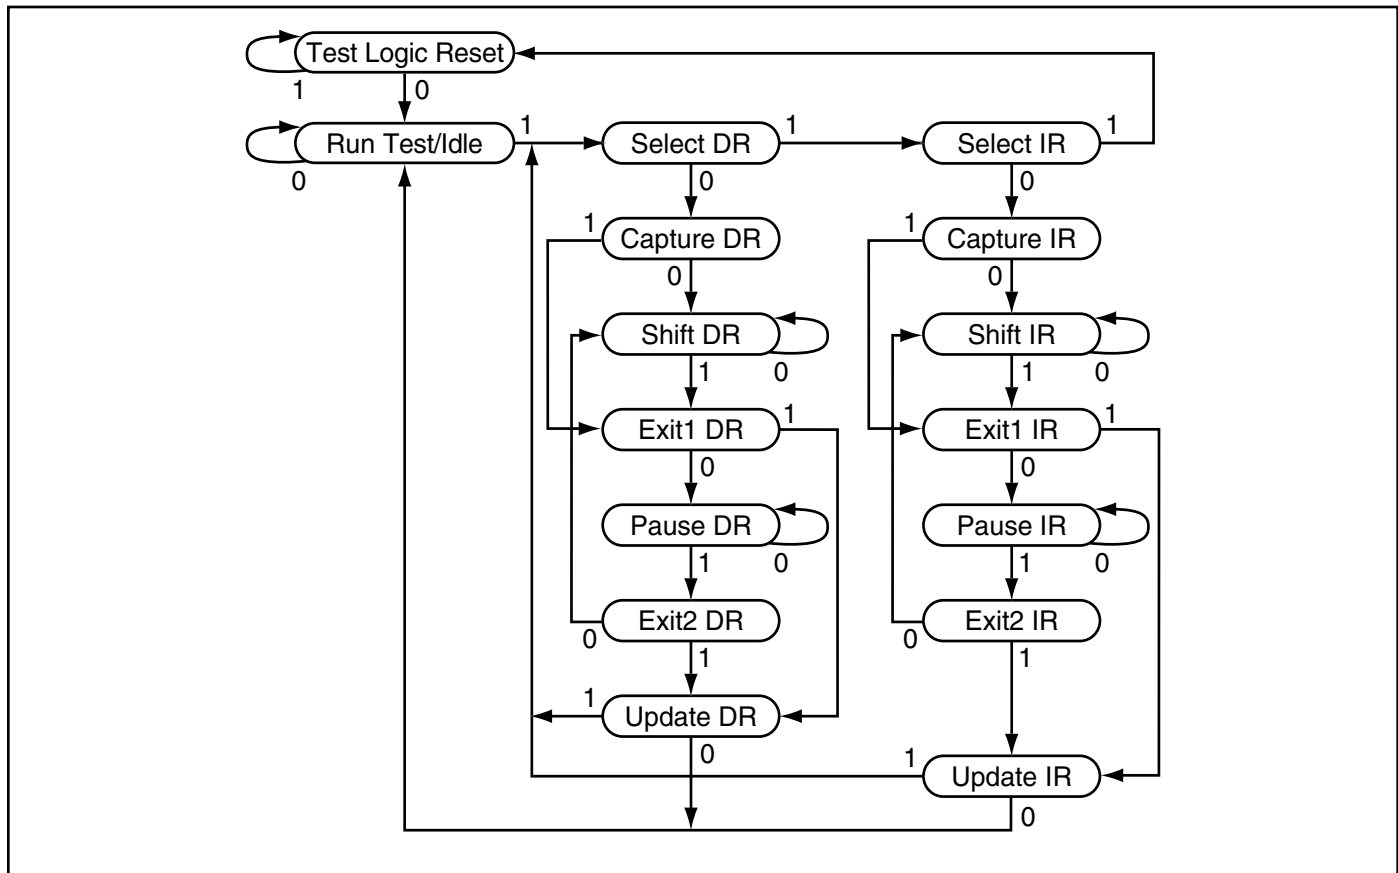 Test Logic Reset
1 0
Run Test/Idle 1 Select DR 1 Select IR 1
0 0 0
1 Capture DR 1 Capture IR
0 0
Shift DR Shift IR
1 0 1 0
Exit1 DR 1 Exit1 IR 1
0 0
Pause DR Pause IR
1 0 1 0
Exit2 DR Exit2 IR
0 1 0 1
1 Update DR
0 1 Update IR
0